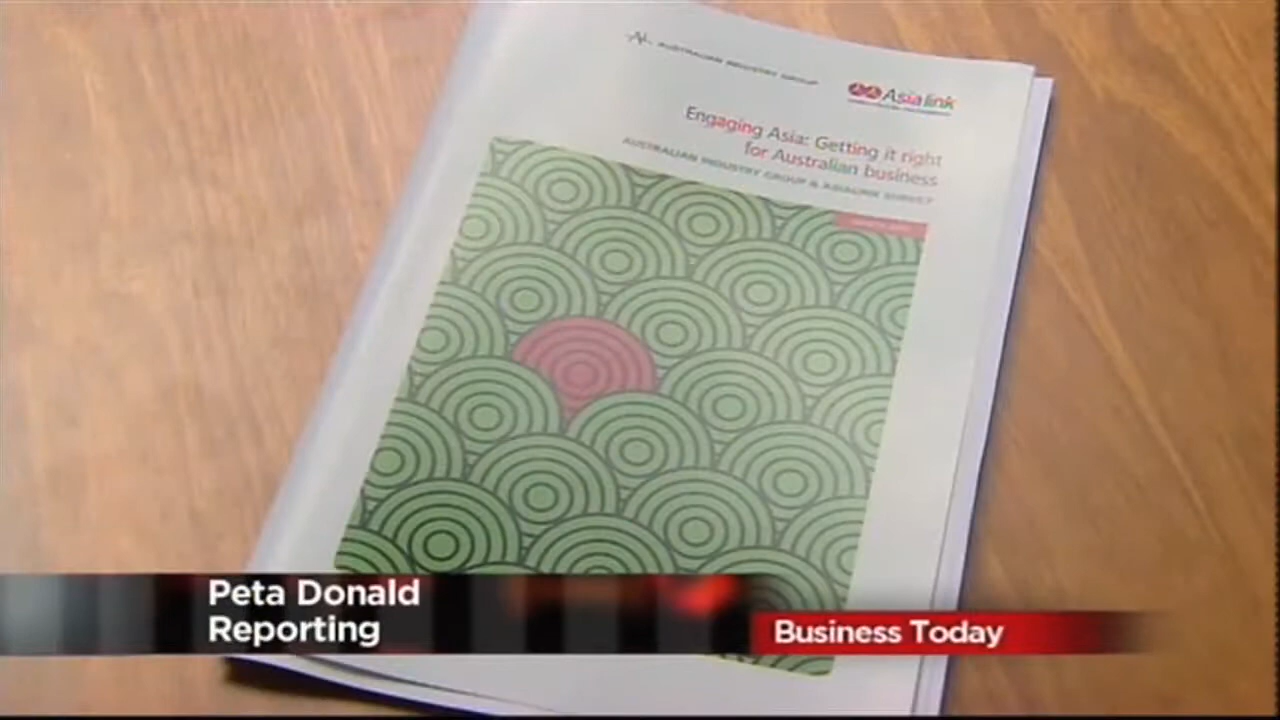 AUSTRALIAN INDUSTRY GROUP
Asialink
Engaging Asia: Getting it right
for Australian business
AUSTRALIAN INDUSTRY GROUP & ASIALINK SURVEY
Peta Donald
Reporting
Business Today